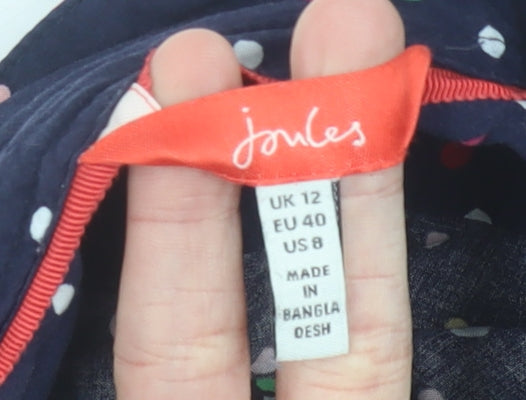 joules
UK 12
EU 40
US 8
MADE
IN
BANGLA
DESH